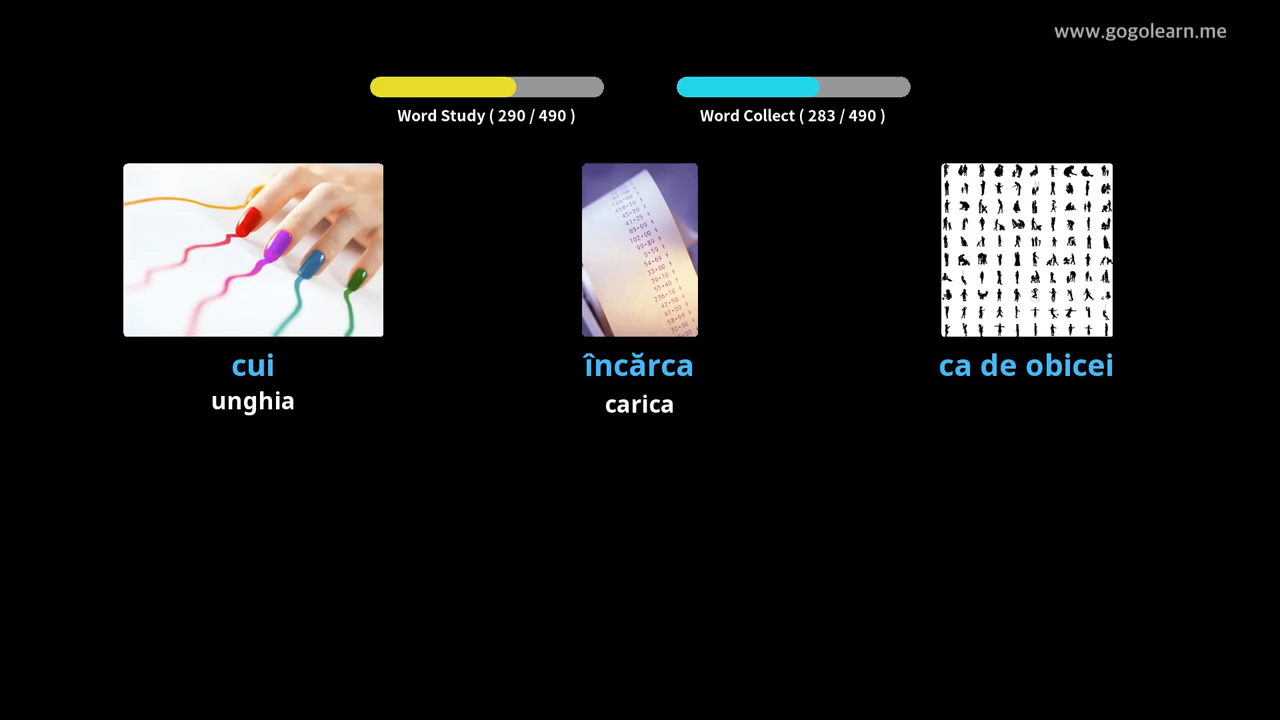 www.gogolearn.me
Word Study ( 290 / 490 )
Word Collect ( 283 / 490 )
cui
încărca
ca de obicei
unghia
carica